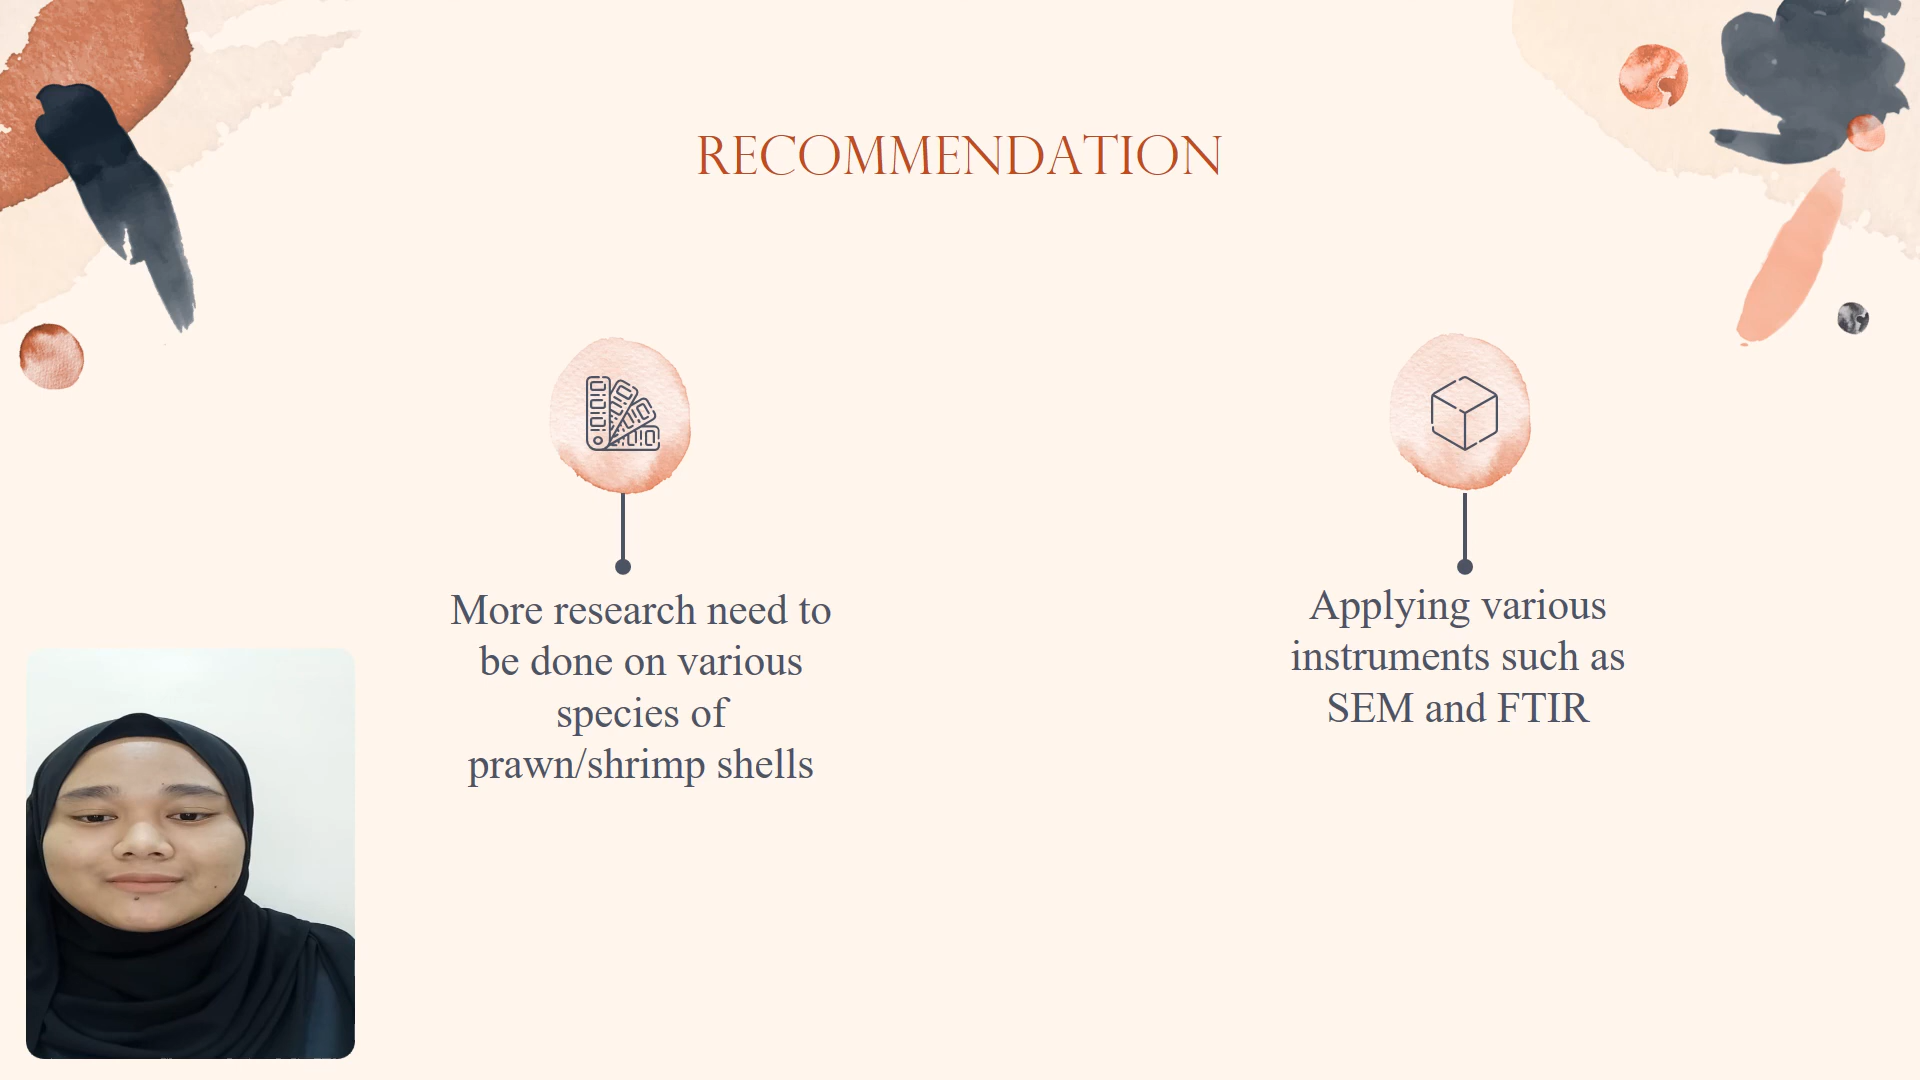 RECOMMENDATION
More research need to
be done on various
species of
prawn/shrimp shells
Applying various
instruments such as
SEM and FTIR